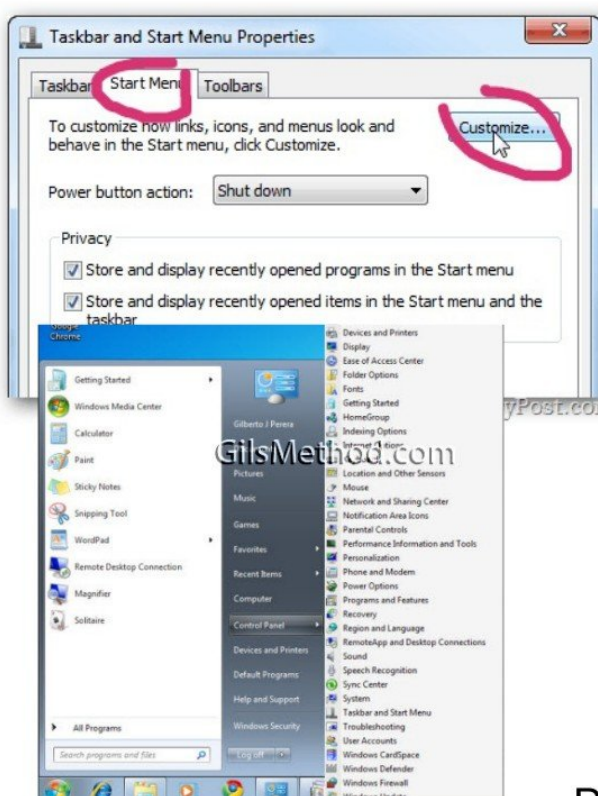 Taskbar and Start Menu Properties
Taskbar
Start Menu
Toolbars
To customize how links, icons, and menus look and
behave in the Start menu, click Customize.
Customize...
Power button action:
Shut down
Privacy
Store and display recently opened programs in the Start menu
Store and display recently opened items in the Start menu and the
taskbar
yPost.co
Google
Chrome
Getting Started
Windows Media Center
Calculator
Paint
Sticky Notes
Snipping Tool
WordPad
Remote Desktop Connection
Magnifier
Solitaire
All Programs
Search programs and files
Gilberto J Perera
GilsMethod.com
Pictures
Music
Games
Favorites
Recent Items
Computer
Control Panel
Devices and Printers
Default Programs
Help and Support
Windows Security
Log off
Devices and Printers
Display
Ease of Access Center
Folder Options
Fonts
Getting Started
HomeGroup
Indexing Options
Location and Other Sensors
Mouse
Network and Sharing Center
Notification Area Icons
Parental Controls
Performance Information and Tools
Personalization
Phone and Modem
Power Options
Programs and Features
Recovery
Region and Language
RemoteApp and Desktop Connections
Sound
Speech Recognition
Sync Center
System
Taskbar and Start Menu
Troubleshooting
User Accounts
Windows CardSpace
Windows Defender
Windows Firewall
Windows Update